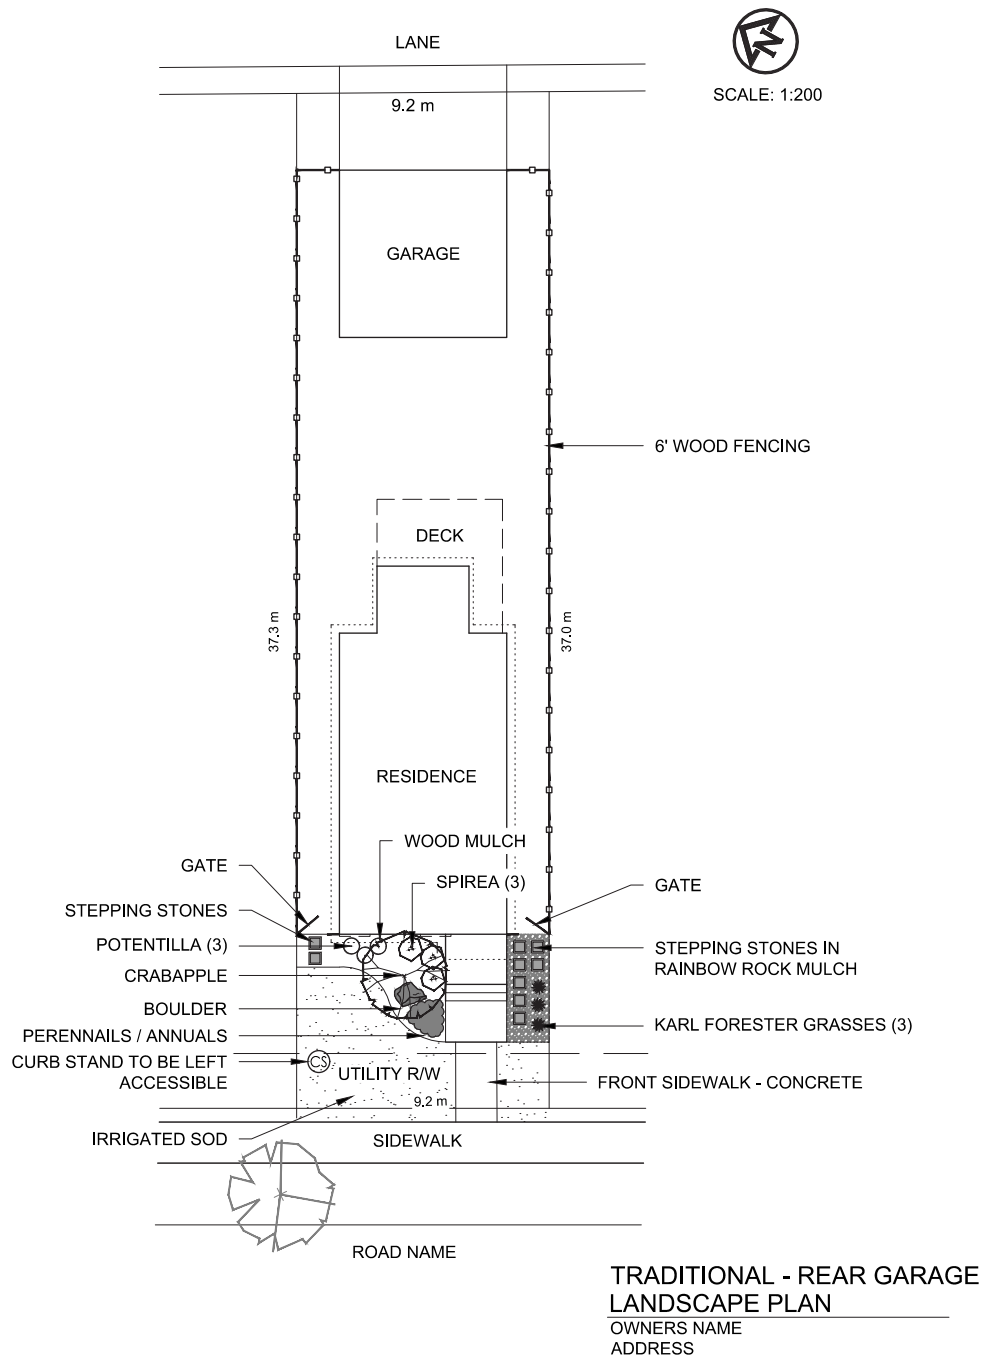 LANE
N
SCALE: 1:200
9.2 m
GARAGE
6' WOOD FENCING
DECK
37.3 m
37.0 m
RESIDENCE
WOOD MULCH
GATE
SPIREA (3)
GATE
STEPPING STONES
POTENTILLA (3)
STEPPING STONES IN
RAINBOW ROCK MULCH
CRABAPPLE
BOULDER
KARL FORESTER GRASSES (3)
PERENNAILS / ANNUALS
CURB STAND TO BE LEFT
ACCESSIBLE
CS
UTILITY R/W
FRONT SIDEWALK - CONCRETE
9.2 m
IRRIGATED SOD
SIDEWALK
ROAD NAME
TRADITIONAL - REAR GARAGE
LANDSCAPE PLAN
OWNERS NAME
ADDRESS